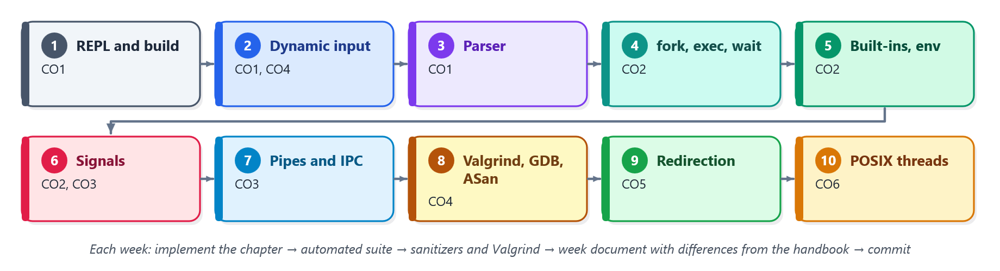 1 REPL and build
CO1
2 Dynamic input
CO1, CO4
3 Parser
CO1
4 fork, exec, wait
CO2
5 Built-ins, env
CO2
6 Signals
CO2, CO3
7 Pipes and IPC
CO3
8 Valgrind, GDB,
ASan
CO4
9 Redirection
CO5
10 POSIX threads
CO6
Each week: implement the chapter → automated suite → sanitizers and Valgrind → week document with differences from the handbook → commit